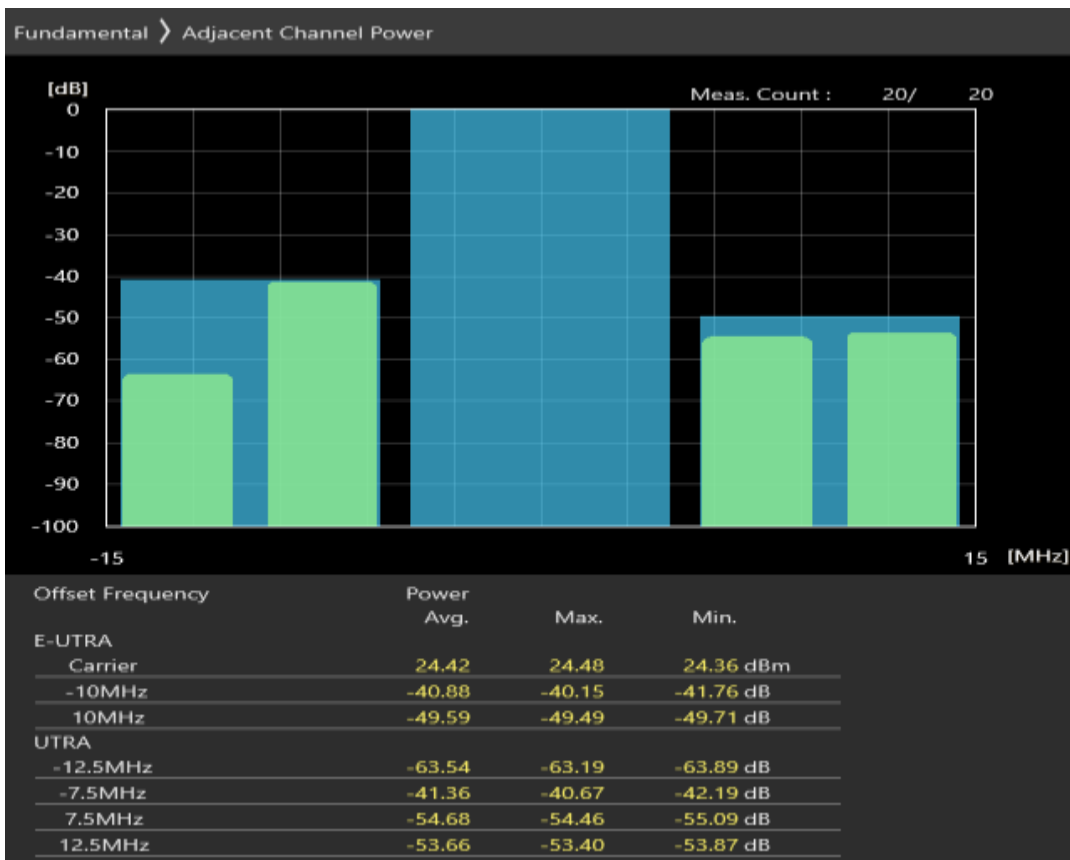 Fundamental 〉 Adjacent Channel Power
[dB]
Meas. Count : 20/ 20
0
-10
-20
-30
-40
-50
-60
-70
-80
-90
-100
-15 15 [MHz]
Offset Frequency Power
Avg. Max. Min.
E-UTRA
Carrier 24.42 24.48 24.36 dBm
-10MHz -40.88 -40.15 -41.76 dB
10MHz -49.59 -49.49 -49.71 dB
UTRA
-12.5MHz -63.54 -63.19 -63.89 dB
-7.5MHz -41.36 -40.67 -42.19 dB
7.5MHz -54.68 -54.46 -55.09 dB
12.5MHz -53.66 -53.40 -53.87 dB